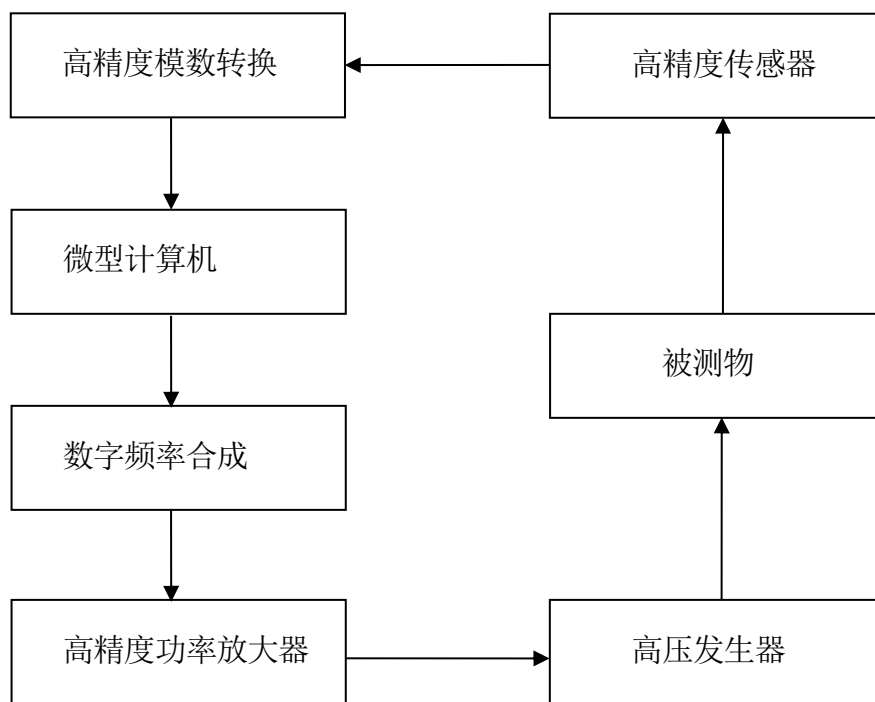 高精度模数转换
高精度传感器
微型计算机
被测物
数字频率合成
高精度功率放大器
高压发生器